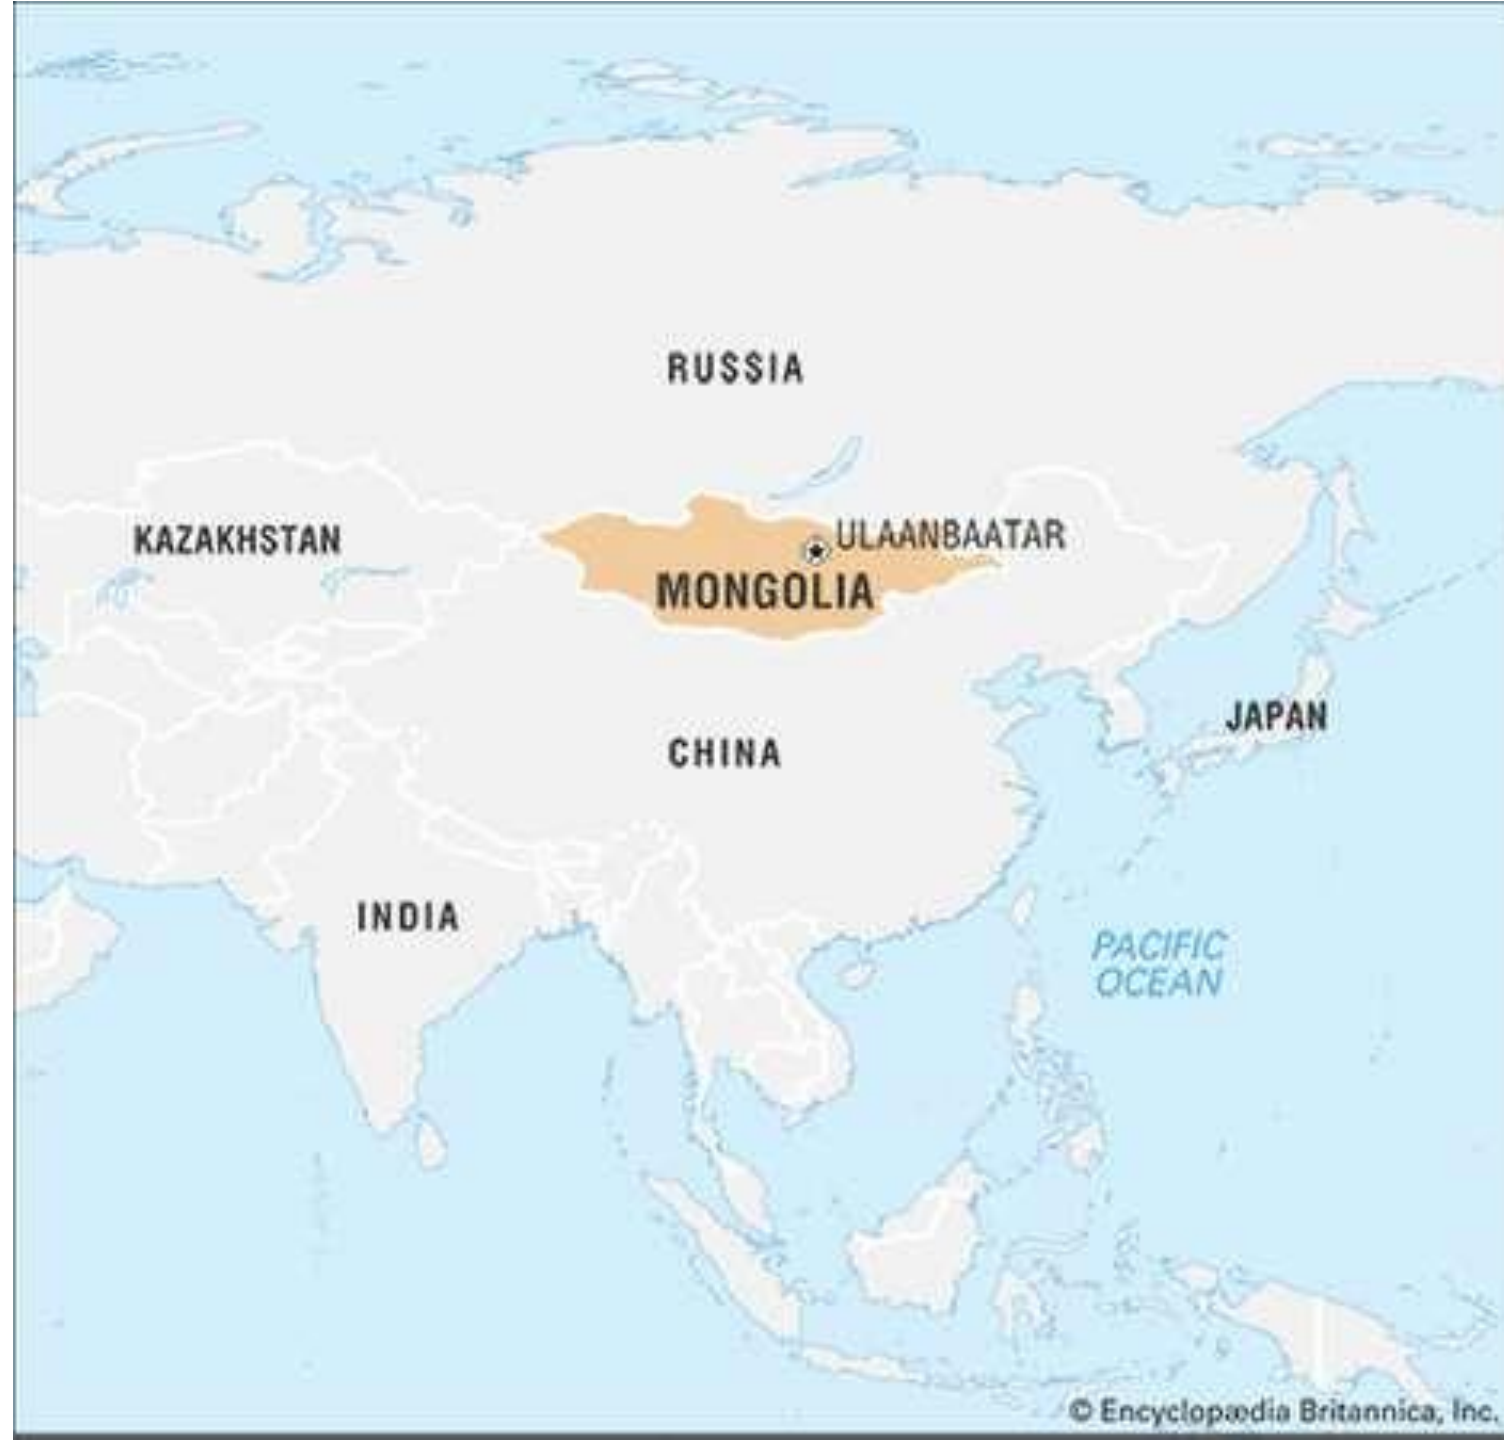 RUSSIA
KAZAKHSTAN
ULAANBAATAR
MONGOLIA
CHINA
JAPAN
INDIA
PACIFIC
OCEAN
© Encyclopædia Britannica, Inc.